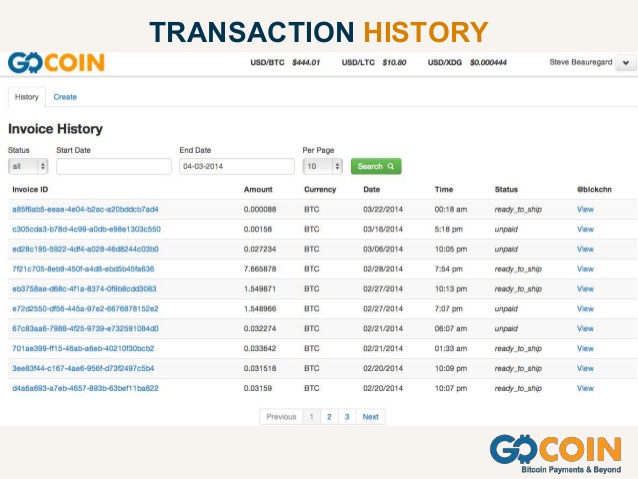 TRANSACTION HISTORY
GOCOIN USD/BTC $444.01 USD/LTC $10.80 USD/XDG $0.000444 Steve Beauregard
History Create
Invoice History
Status Start Date End Date Per Page
all 04-03-2014 10 Search
Invoice ID Amount Currency Date Time Status @blckchn
a85f6ab5-eeae-4e04-b2ac-a20bddcb7ad4 0.000088 BTC 03/22/2014 00:18 am ready_to_ship View
c305cda3-b78d-4c99-a0db-e98e1303c550 0.00158 BTC 03/16/2014 5:18 pm unpaid View
ed28c195-5922-4df4-a028-46d8244c03b0 0.027234 BTC 03/06/2014 10:05 pm unpaid View
7f21c705-8eb9-450f-a4d8-ebd5b45fa636 7.665878 BTC 02/28/2014 7:54 pm ready_to_ship View
eb3758ae-d68c-4f1a-8374-0f9b8cdd3083 1.549871 BTC 02/27/2014 10:13 pm ready_to_ship View
e72d2550-df56-445a-97e2-6676878152e2 1.548966 BTC 02/27/2014 7:07 pm unpaid View
67c83aa6-7988-4f25-9739-e732591084d0 0.032274 BTC 02/21/2014 06:07 am unpaid View
701ae399-ff15-46ab-a6eb-40210f30bcb2 0.033642 BTC 02/21/2014 01:33 am ready_to_ship View
3ee83f44-c167-4ae6-956f-d73f2497c5b4 0.031518 BTC 02/20/2014 10:09 pm ready_to_ship View
d4a6a693-a7eb-4657-893b-63bef11ba822 0.03159 BTC 02/20/2014 10:07 pm ready_to_ship View
Previous 1 2 3 Next
GOCOIN
Bitcoin Payments & Beyond